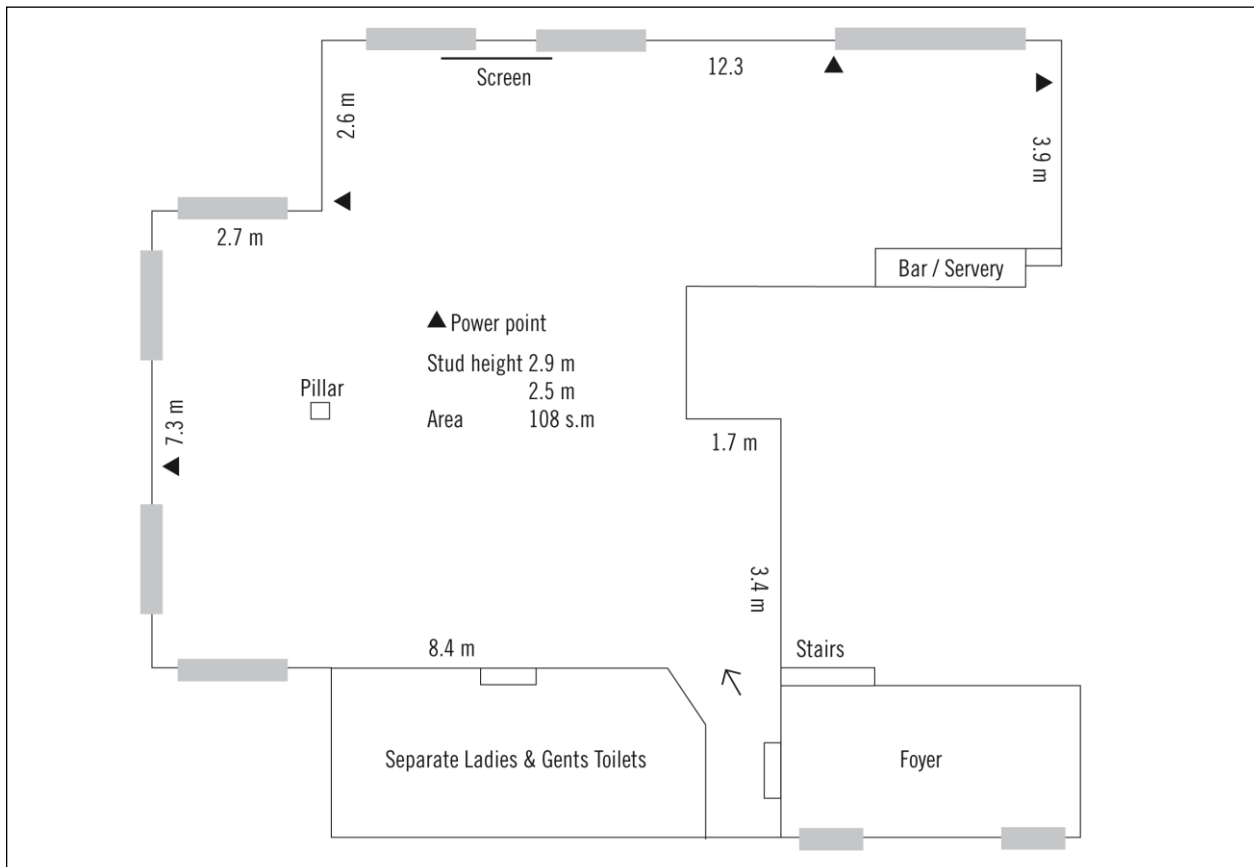 12.3
Screen
2.6 m
3.9 m
2.7 m
Bar / Servery
Power point
Stud height 2.9 m
2.5 m
Area 108 s.m
Pillar
7.3 m
1.7 m
3.4 m
8.4 m
Stairs
Separate Ladies & Gents Toilets
Foyer